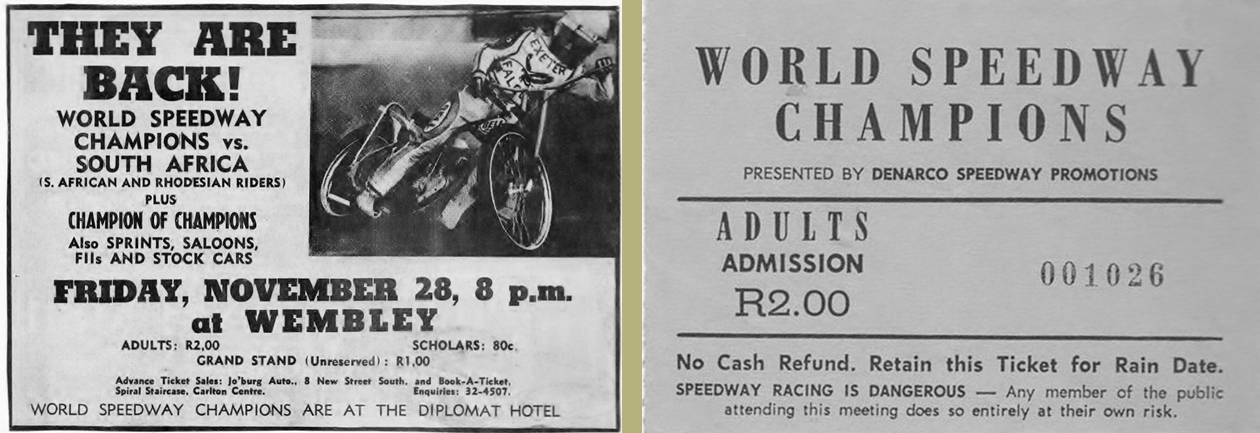 THEY ARE
BACK!
WORLD SPEEDWAY
CHAMPIONS vs.
SOUTH AFRICA
(S. AFRICAN AND RHODESIAN RIDERS)
PLUS
CHAMPION OF CHAMPIONS
Also SPRINTS, SALOONS,
FIIs AND STOCK CARS
EXETER
FAL
FRIDAY, NOVEMBER 28, 8 p.m.
at WEMBLEY
ADULTS: R2,00 SCHOLARS: 80c.
GRAND STAND (Unreserved): R1,00
Advance Ticket Sales: Jo'burg Auto., 8 New Street South, and Book-A-Ticket,
Spiral Staircase, Carlton Centre. Enquiries: 32-4507.
WORLD SPEEDWAY CHAMPIONS ARE AT THE DIPLOMAT HOTEL
WORLD SPEEDWAY
CHAMPIONS
PRESENTED BY DENARCO SPEEDWAY PROMOTIONS
ADULTS
ADMISSION
R2.00
001026
No Cash Refund. Retain this Ticket for Rain Date.
SPEEDWAY RACING IS DANGEROUS — Any member of the public
attending this meeting does so entirely at their own risk.